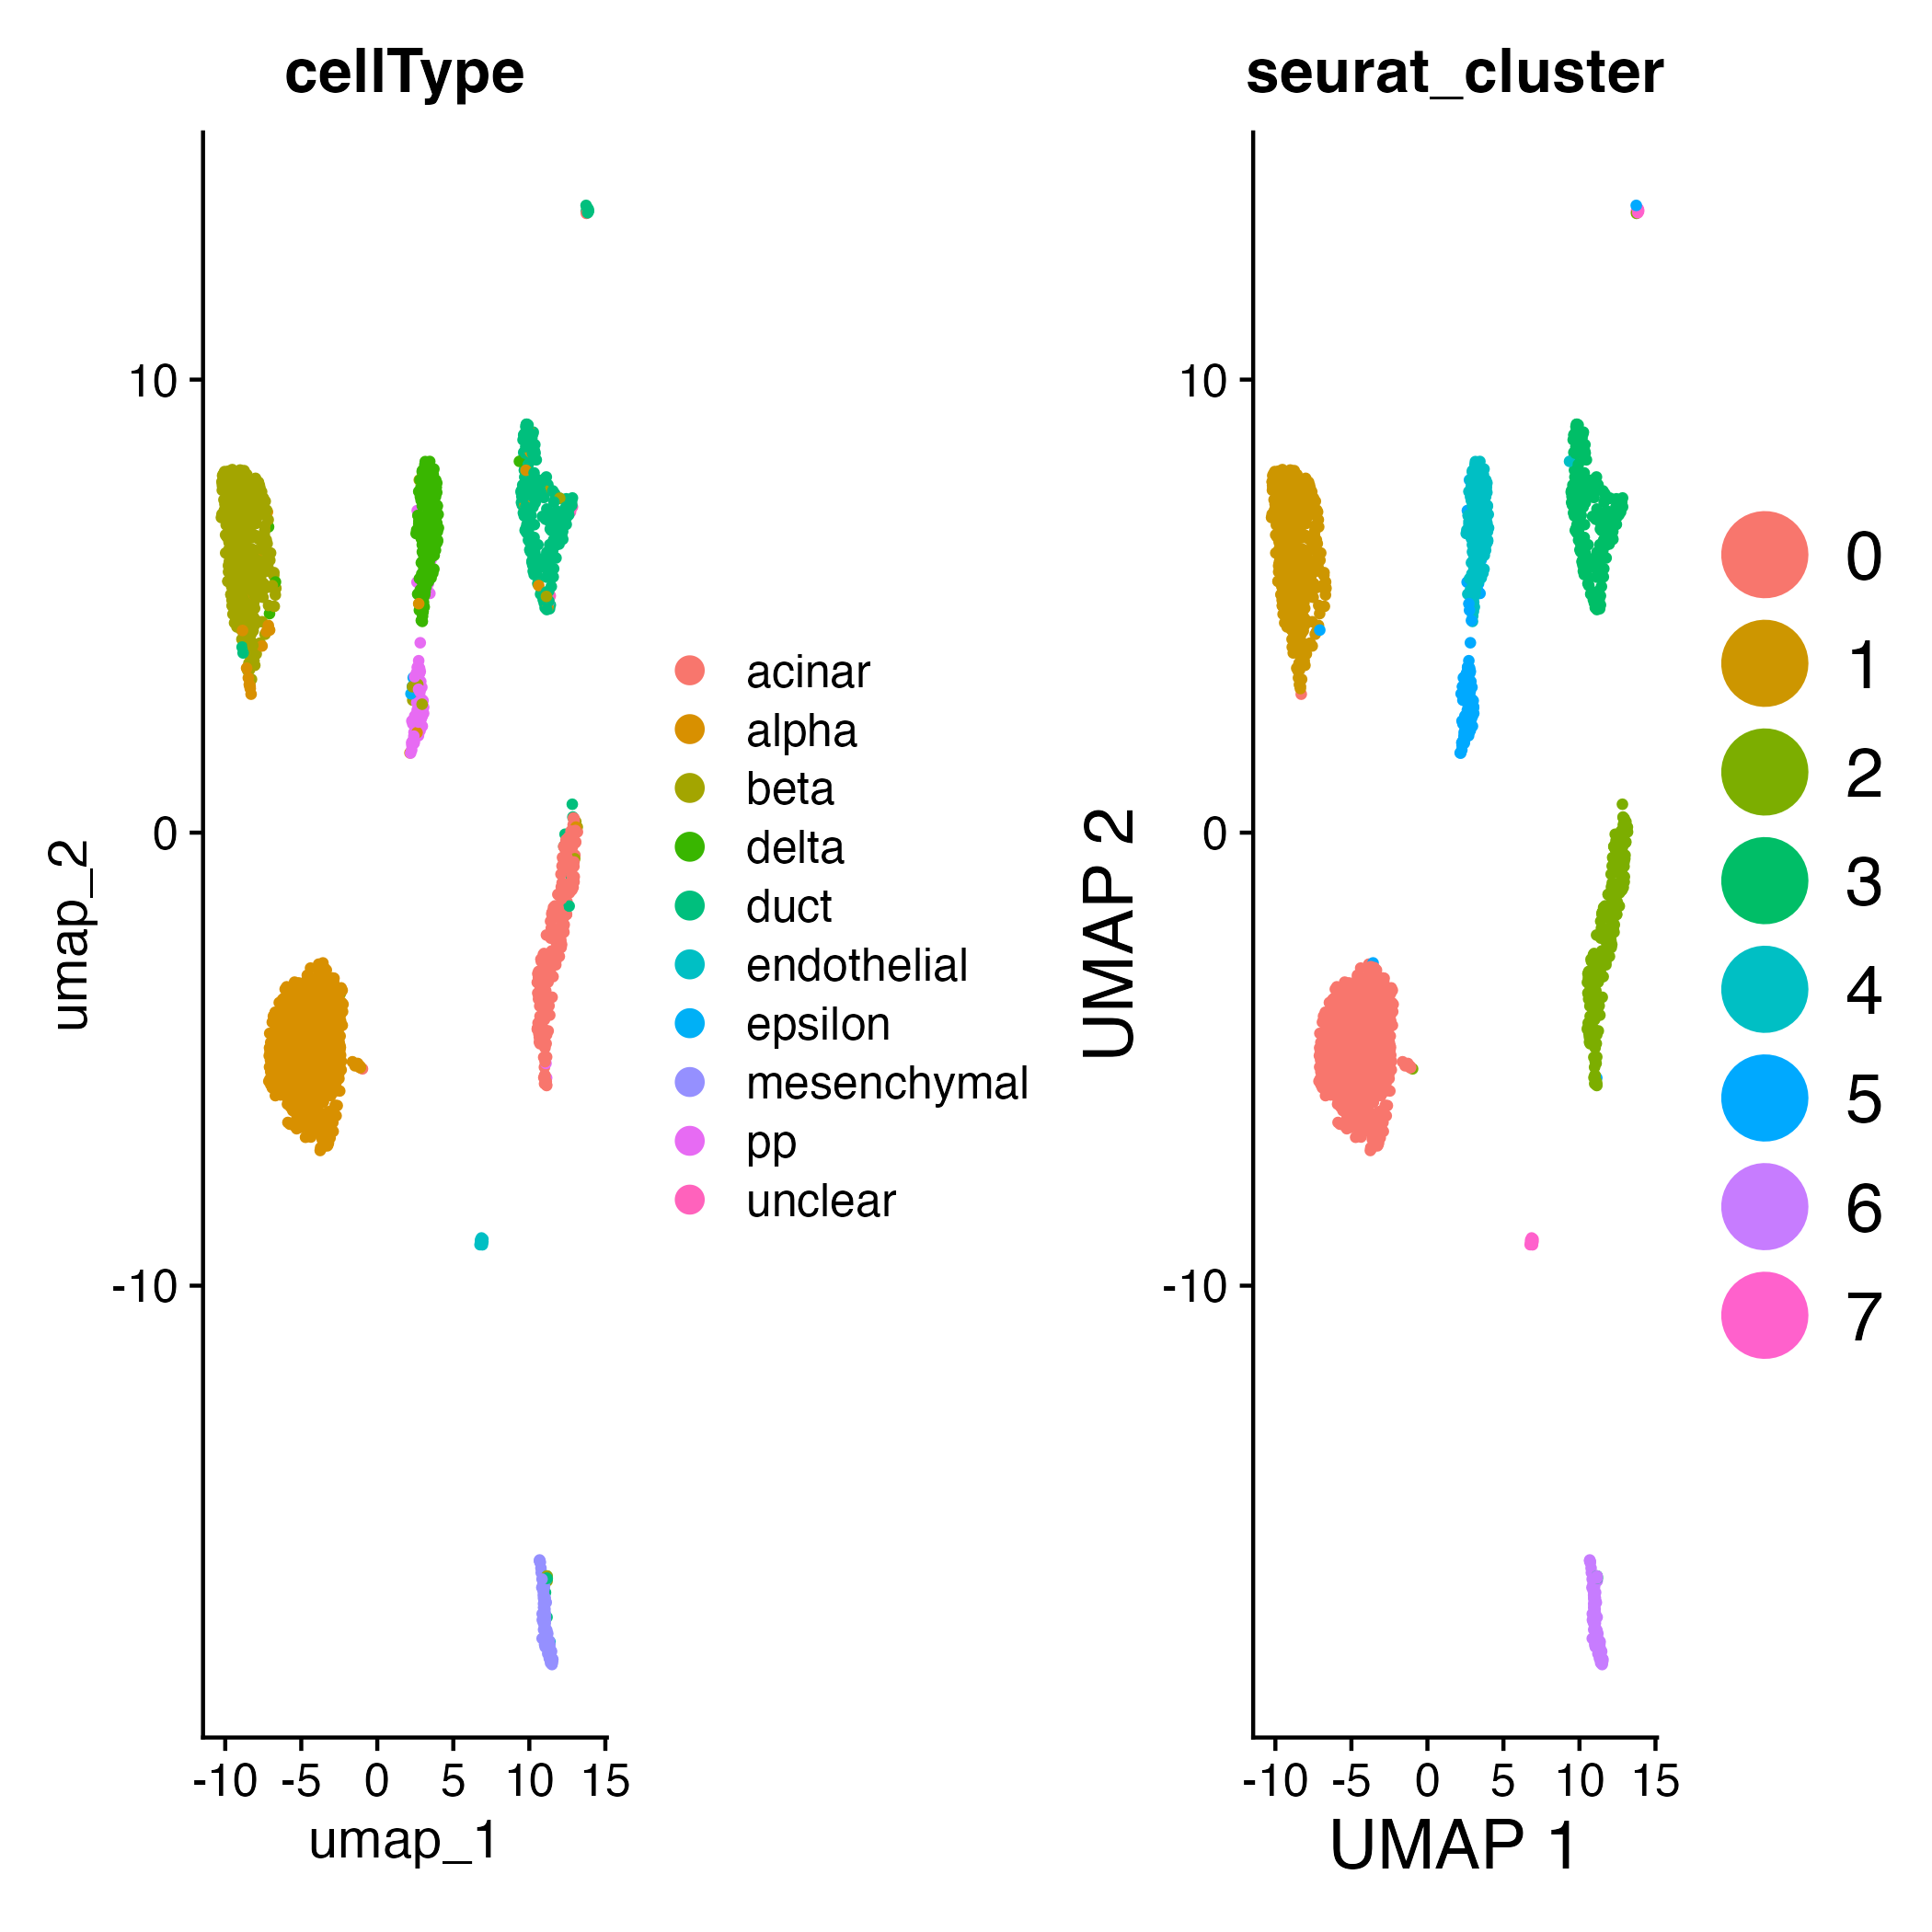 cellType
10
0
-10
umap_2
-10 -5 0 5 10 15
umap_1
acinar
alpha
beta
delta
duct
endothelial
epsilon
mesenchymal
pp
unclear
seurat_cluster
10
0
-10
UMAP 2
-10 -5 0 5 10 15
UMAP 1
0
1
2
3
4
5
6
7